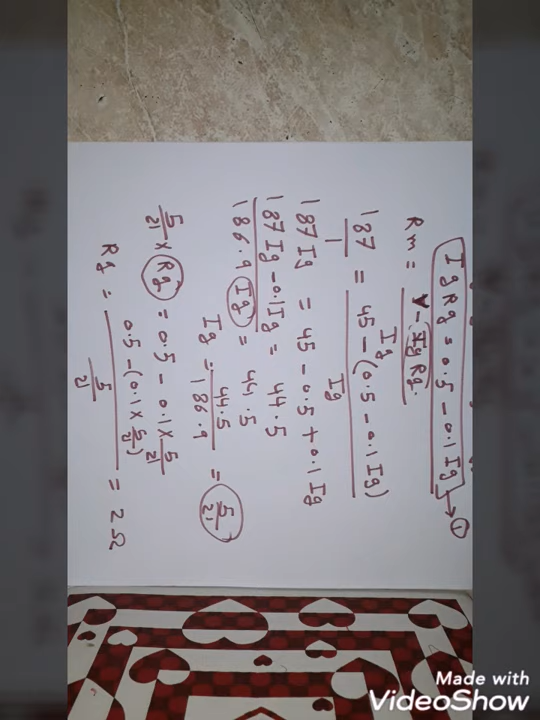 Ig Rg = 0.5 - 0.1 Ig → ①
Rm = V - Ig Rg / Ig
187 / 1 = 45 - (0.5 - 0.1 Ig) / Ig
187 Ig = 45 - 0.5 + 0.1 Ig
187 Ig - 0.1 Ig = 44.5
186.9 Ig = 44.5
Ig = 44.5 / 186.9 = 5/21
5/21 × Rg = 0.5 - 0.1 × 5/21
Rg = 0.5 - (0.1 × 5/21) / 5/21 = 2Ω
Made with
VideoShow